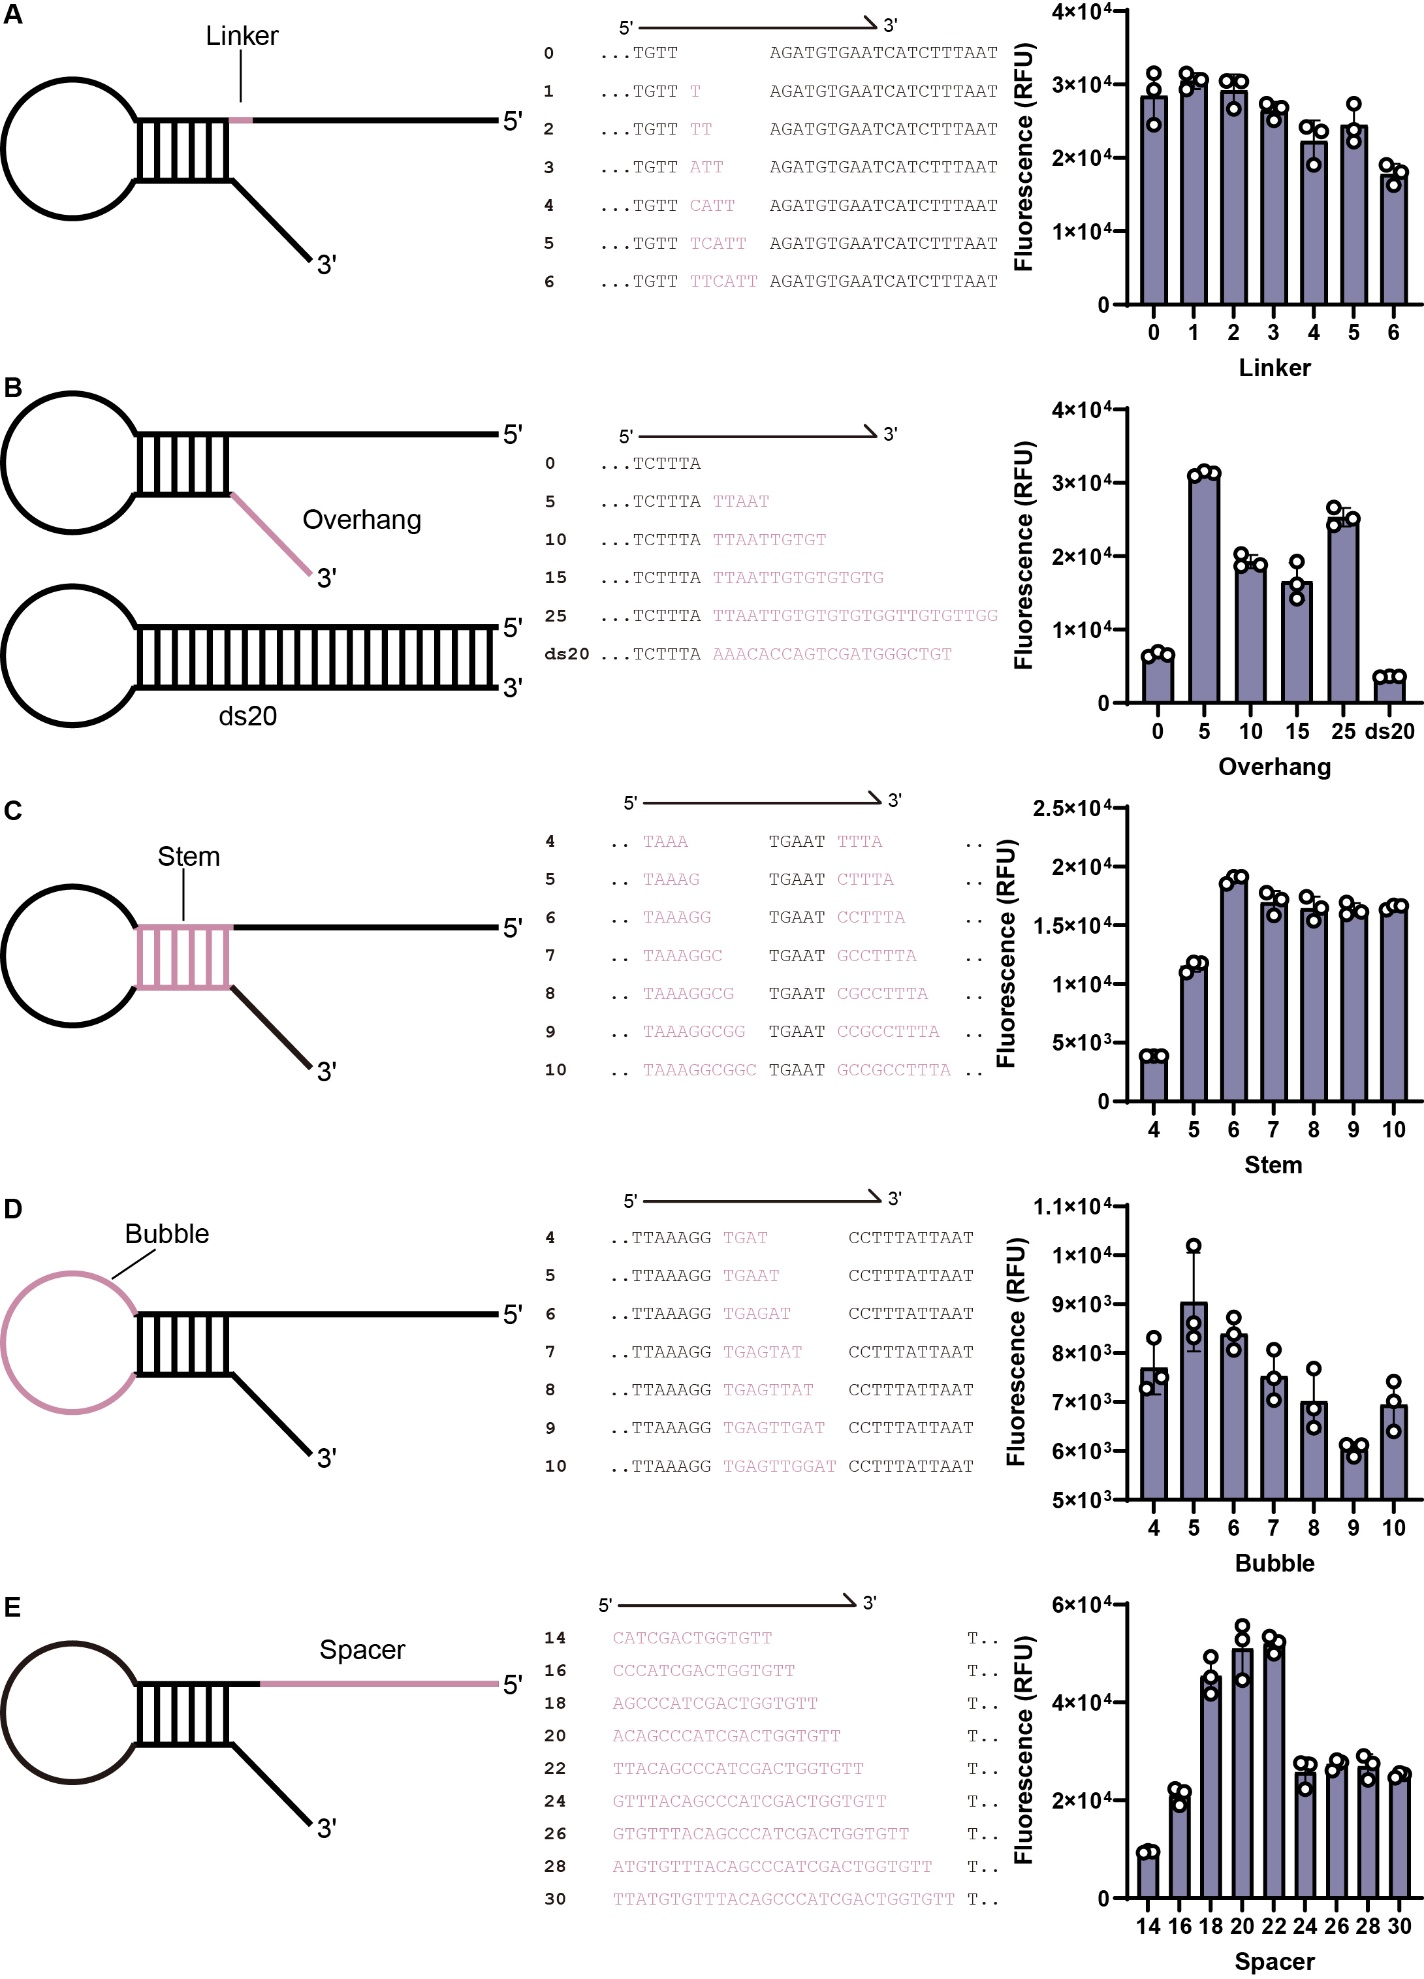 A
Linker
5'
3'
5' 3'
0 ...TGTT AGATGTGAATCATCTTTAAT
1 ...TGTT T AGATGTGAATCATCTTTAAT
2 ...TGTT TT AGATGTGAATCATCTTTAAT
3 ...TGTT ATT AGATGTGAATCATCTTTAAT
4 ...TGTT CATT AGATGTGAATCATCTTTAAT
5 ...TGTT TCATT AGATGTGAATCATCTTTAAT
6 ...TGTT TTCATT AGATGTGAATCATCTTTAAT
Fluorescence (RFU)
4×10⁴
3×10⁴
2×10⁴
1×10⁴
0
0 1 2 3 4 5 6
Linker
B
5'
Overhang
3'
5'
3'
ds20
5' 3'
0 ...TCTTTA
5 ...TCTTTA TTAAT
10 ...TCTTTA TTAATTGTGT
15 ...TCTTTA TTAATTGTGTGTGTG
25 ...TCTTTA TTAATTGTGTGTGTGGTTGTGTTGG
ds20 ...TCTTTA AAACACCAGTCGATGGGCTGT
Fluorescence (RFU)
4×10⁴
3×10⁴
2×10⁴
1×10⁴
0
0 5 10 15 25 ds20
Overhang
C
Stem
5'
3'
5' 3'
4 .. TAAA TGAAT TTTA ..
5 .. TAAAG TGAAT CTTTA ..
6 .. TAAAGG TGAAT CCTTTA ..
7 .. TAAAGGC TGAAT GCCTTTA ..
8 .. TAAAGGCG TGAAT CGCCTTTA ..
9 .. TAAAGGCGG TGAAT CCGCCTTTA ..
10 .. TAAAGGCGGC TGAAT GCCGCCTTTA ..
Fluorescence (RFU)
2.5×10⁴
2×10⁴
1.5×10⁴
1×10⁴
5×10³
0
4 5 6 7 8 9 10
Stem
D
Bubble
5'
3'
5' 3'
4 ..TTAAAGG TGAT CCTTTATTAAT
5 ..TTAAAGG TGAAT CCTTTATTAAT
6 ..TTAAAGG TGAGAT CCTTTATTAAT
7 ..TTAAAGG TGAGTAT CCTTTATTAAT
8 ..TTAAAGG TGAGTTAT CCTTTATTAAT
9 ..TTAAAGG TGAGTTGAT CCTTTATTAAT
10 ..TTAAAGG TGAGTTGGAT CCTTTATTAAT
Fluorescence (RFU)
1.1×10⁴
1×10⁴
9×10³
8×10³
7×10³
6×10³
5×10³
4 5 6 7 8 9 10
Bubble
E
Spacer
5'
3'
5' 3'
14 CATCGACTGGTGTT T..
16 CCCATCGACTGGTGTT T..
18 AGCCCATCGACTGGTGTT T..
20 ACAGCCCATCGACTGGTGTT T..
22 TTACAGCCCATCGACTGGTGTT T..
24 GTTTACAGCCCATCGACTGGTGTT T..
26 GTGTTTACAGCCCATCGACTGGTGTT T..
28 ATGTGTTTACAGCCCATCGACTGGTGTT T..
30 TTATGTGTTTACAGCCCATCGACTGGTGTT T..
Fluorescence (RFU)
6×10⁴
4×10⁴
2×10⁴
0
14 16 18 20 22 24 26 28 30
Spacer